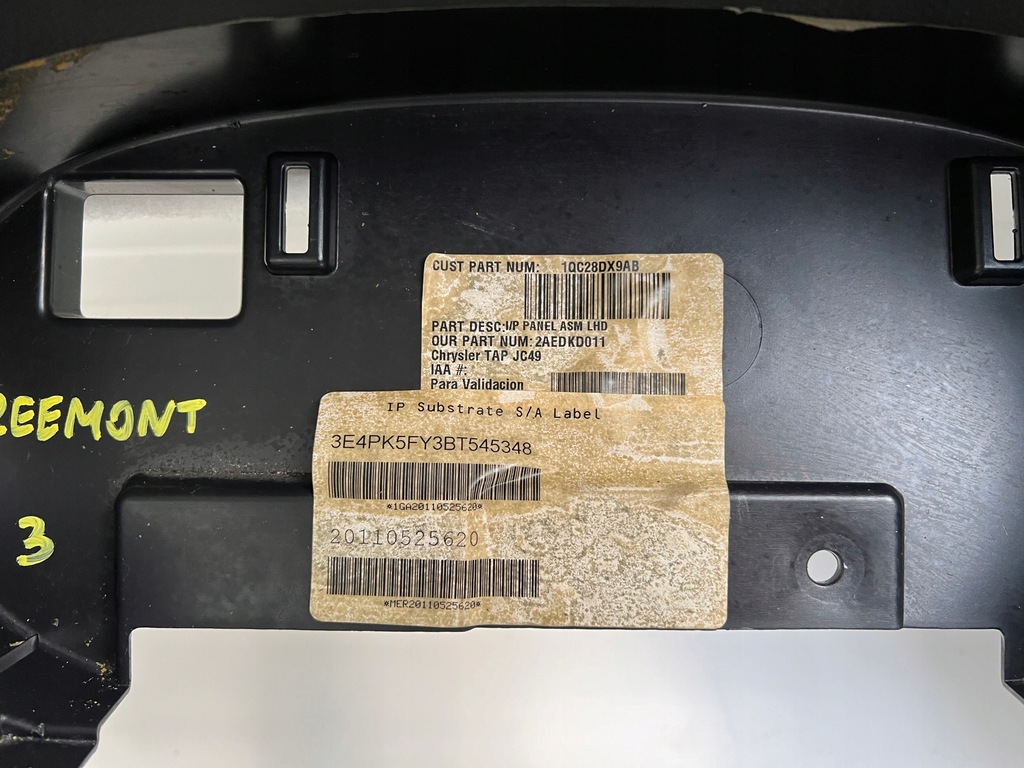 CUST PART NUM: 1QC28DX9AB
PART DESC:I/P PANEL ASM LHD
OUR PART NUM: 2AEDKD011
Chrysler TAP JC49
IAA #:
Para Validacion
IP Substrate S/A Label
3E4PK5FY3BT545348
*1GA20110525620*
20110525620
*MER20110525620*
REEMONT
3